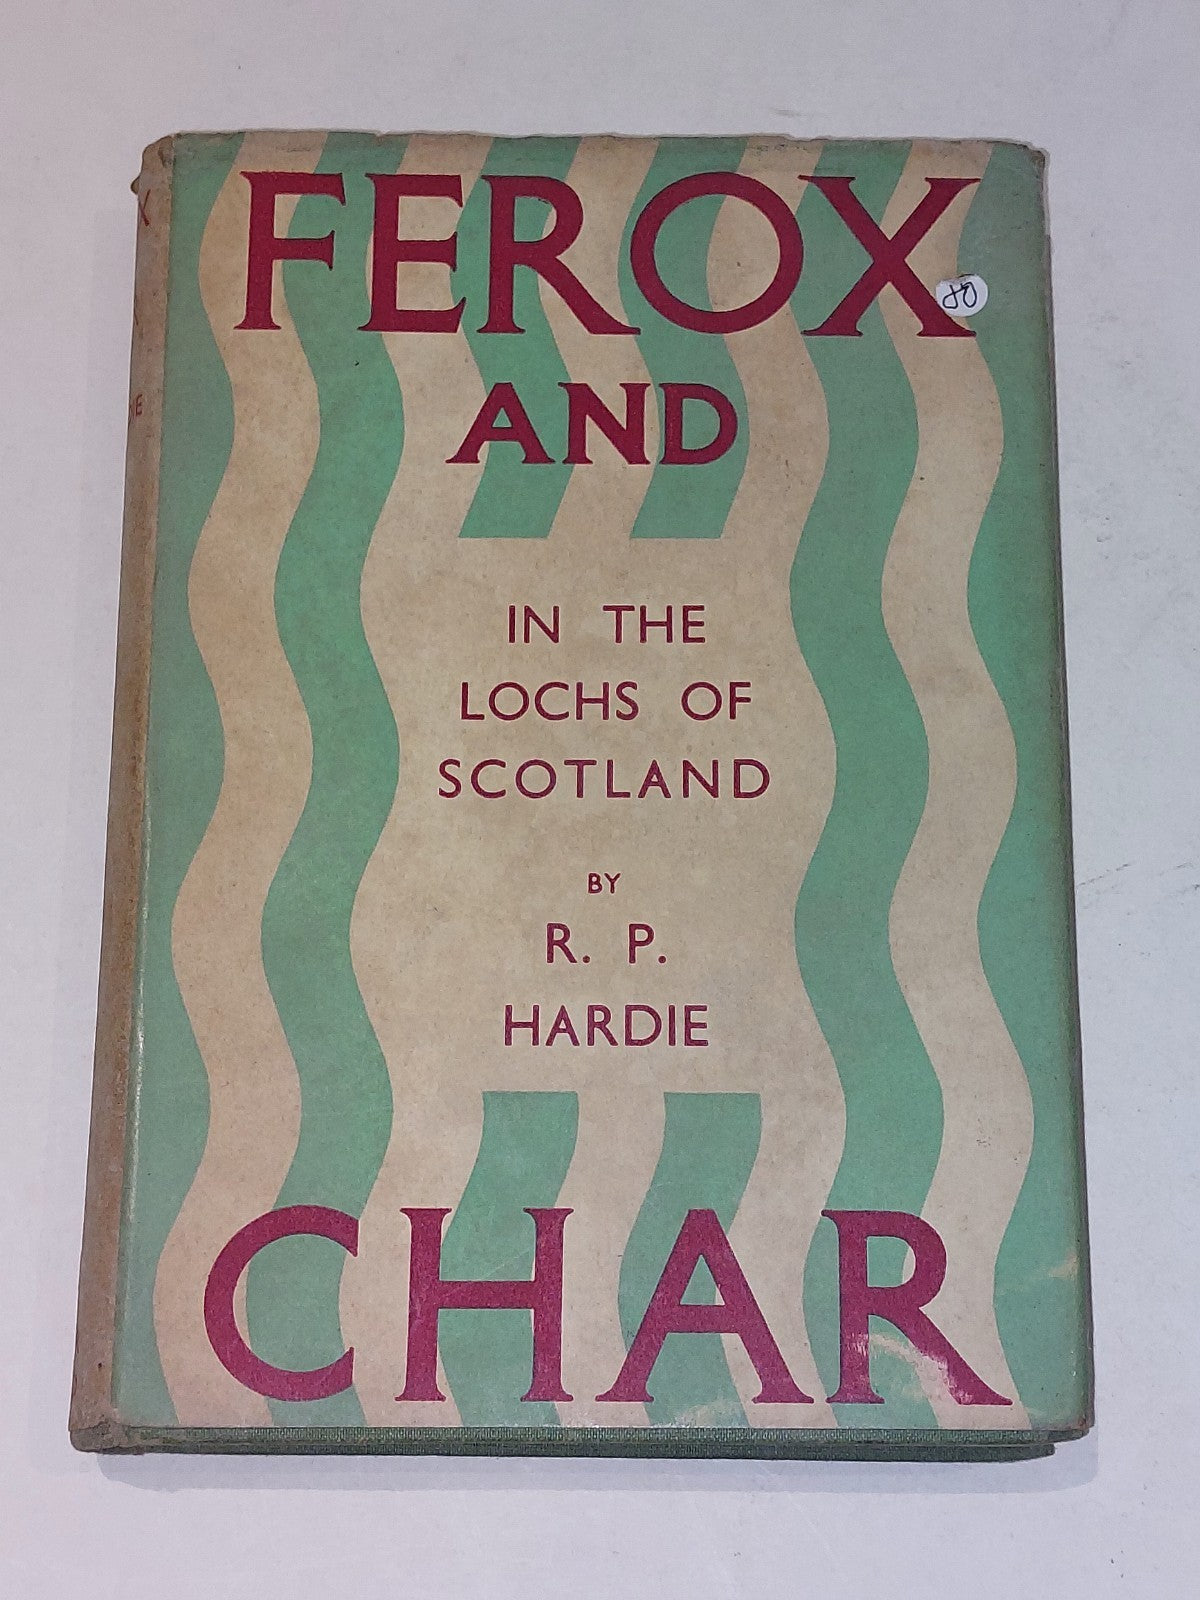 FEROX
AND
IN THE
LOCHS OF
SCOTLAND
BY
R. P.
HARDIE
CHAR